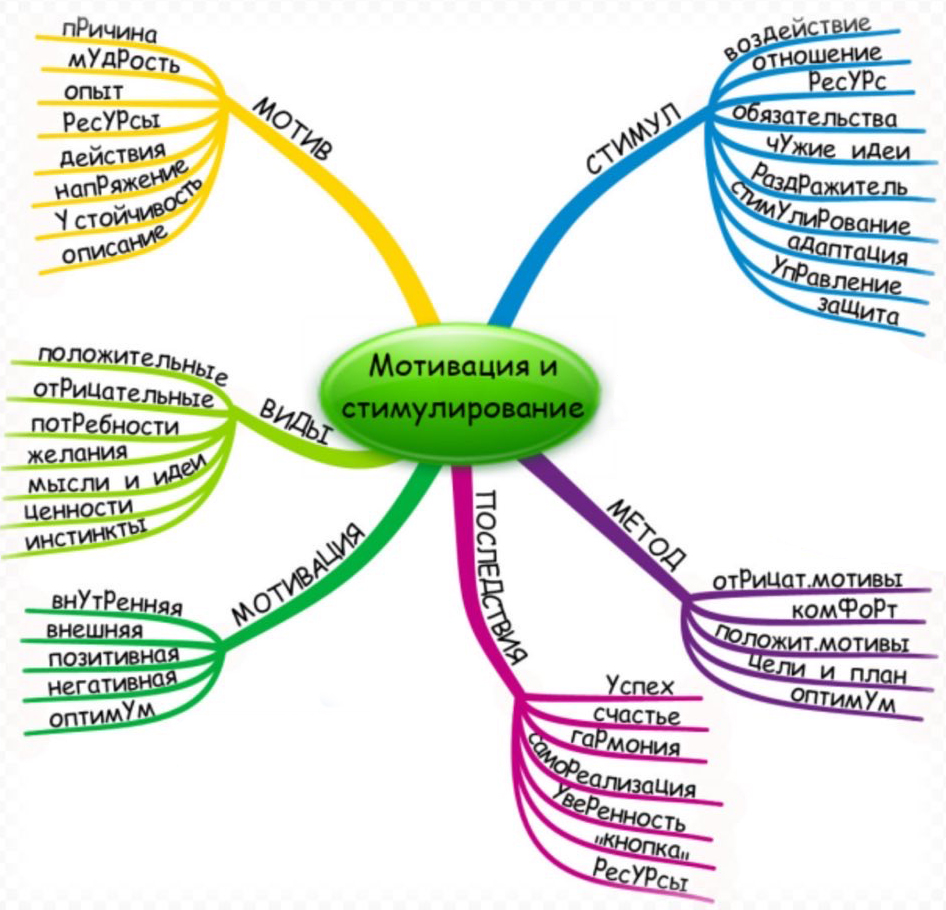 Мотивация и
стимулирование
МОТИВ
пРичина
мУдРость
опыт
РесУРсы
действия
напРяжение
Устойчивость
описание
СТИМУЛ
воздействие
отношение
РесУРс
обязательства
чУжие идеи
РаздРажитель
стимУлиРование
адаптация
УпРавление
заЩита
ВИДЫ
положительные
отРиЦательные
потРебности
желания
мысли и идеи
Ценности
инстинкты
МОТИВАЦИЯ
внУтРенняя
внешняя
позитивная
негативная
оптимУм
ПОСЛЕДСТВИЯ
Успех
счастье
гаРмония
самоРеализаЦия
УвеРенность
„кнопка„
РесУРсы
МЕТОД
отРиЦат.мотивы
комФоРт
положит.мотивы
Цели и план
оптимУм